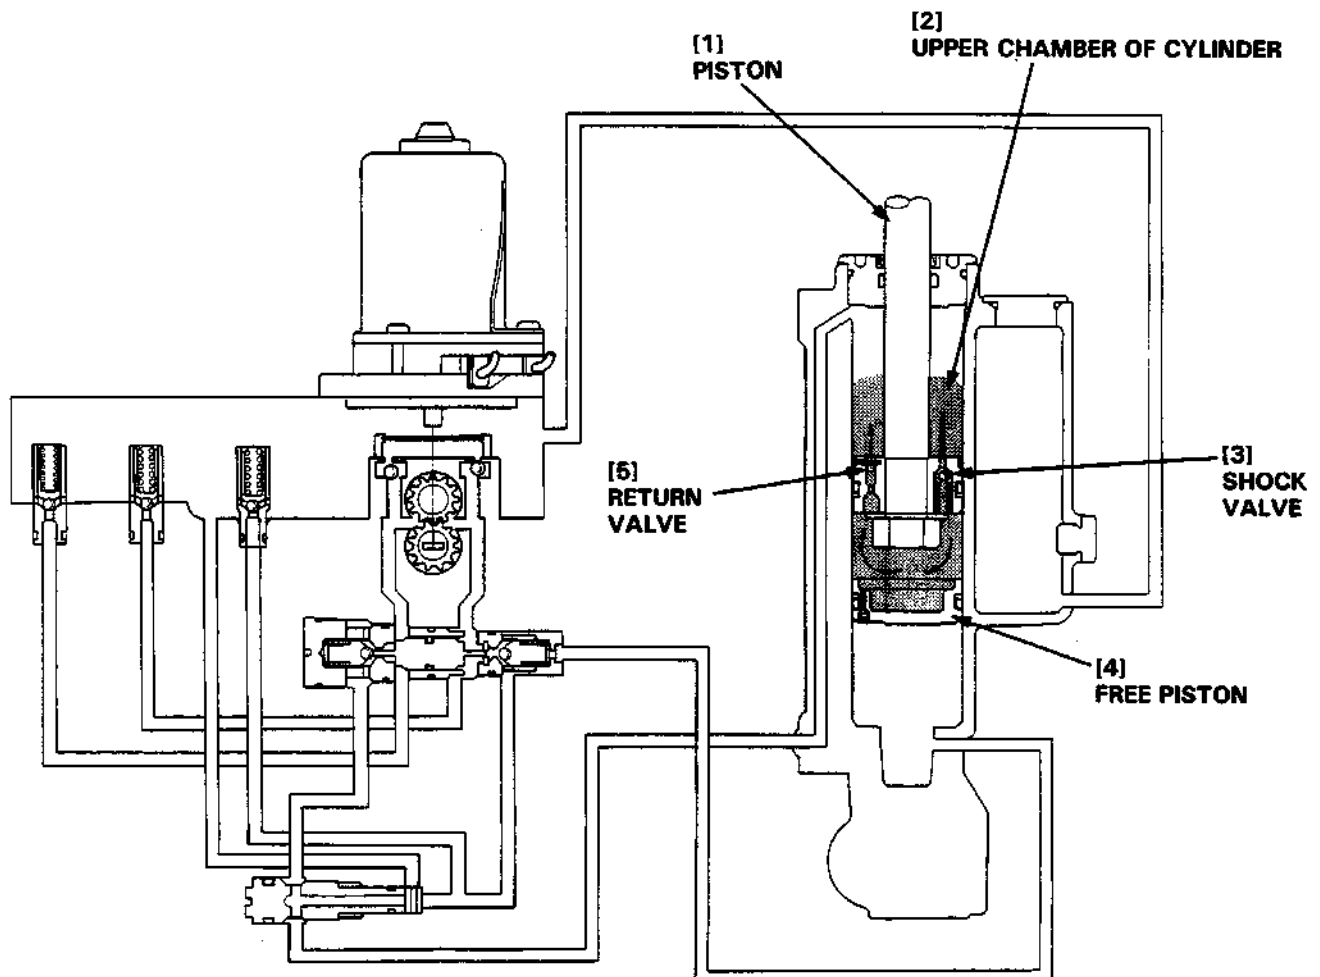 [1]
PISTON
[2]
UPPER CHAMBER OF CYLINDER
[3]
SHOCK
VALVE
[4]
FREE PISTON
[5]
RETURN
VALVE